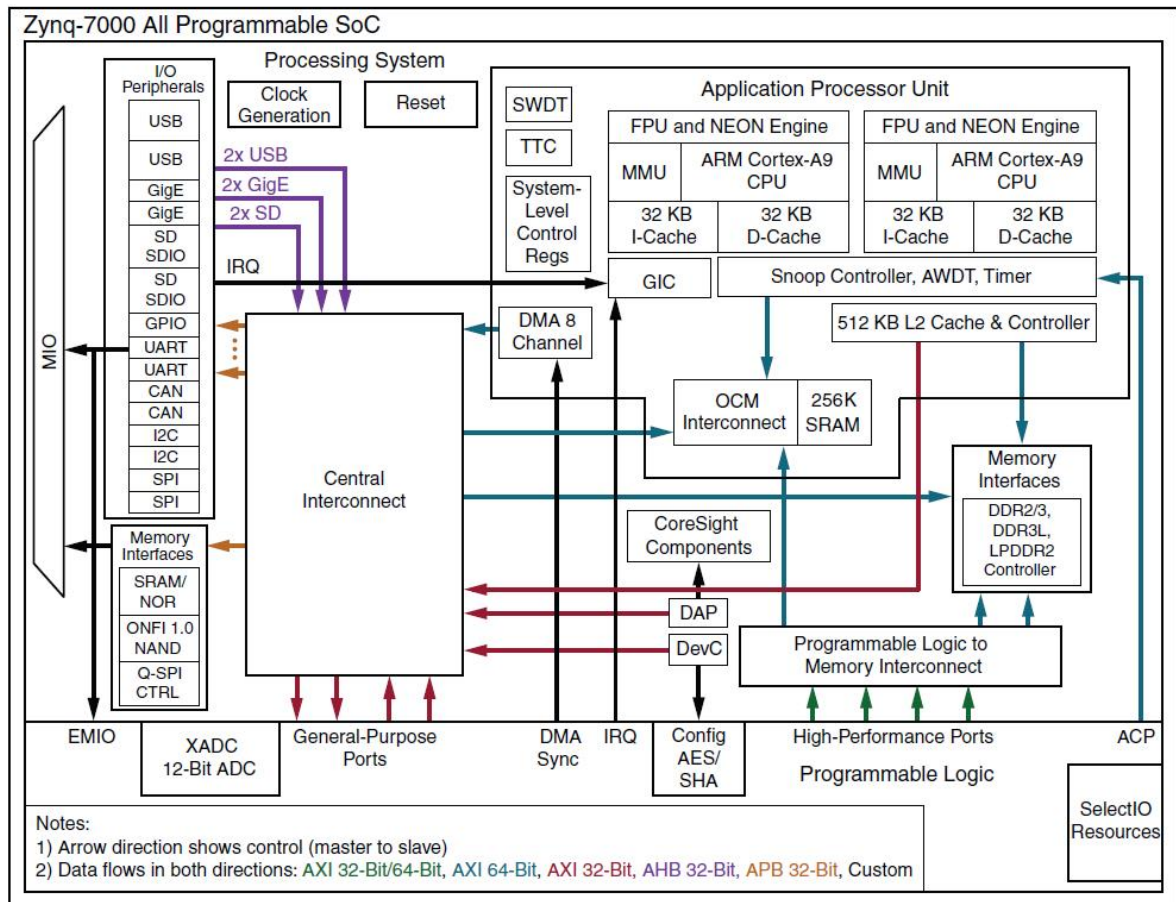 Zynq-7000 All Programmable SoC
I/O
Peripherals
USB
USB
GigE
GigE
SD
SDIO
SD
SDIO
GPIO
UART
UART
CAN
CAN
I2C
I2C
SPI
SPI
MIO
Memory
Interfaces
SRAM/
NOR
ONFI 1.0
NAND
Q-SPI
CTRL
Processing System
Clock
Generation
Reset
2x USB
2x GigE
2x SD
IRQ
Central
Interconnect
Application Processor Unit
SWDT
TTC
System-
Level
Control
Regs
FPU and NEON Engine
MMU
ARM Cortex-A9
CPU
32 KB
I-Cache
32 KB
D-Cache
FPU and NEON Engine
MMU
ARM Cortex-A9
CPU
32 KB
I-Cache
32 KB
D-Cache
GIC
Snoop Controller, AWDT, Timer
DMA 8
Channel
512 KB L2 Cache & Controller
OCM
Interconnect
256K
SRAM
Memory
Interfaces
DDR2/3,
DDR3L,
LPDDR2
Controller
CoreSight
Components
DAP
DevC
Programmable Logic to
Memory Interconnect
EMIO
XADC
12-Bit ADC
General-Purpose
Ports
DMA
Sync
IRQ
Config
AES/
SHA
High-Performance Ports
ACP
Programmable Logic
SelectIO
Resources
Notes:
1) Arrow direction shows control (master to slave)
2) Data flows in both directions: AXI 32-Bit/64-Bit, AXI 64-Bit, AXI 32-Bit, AHB 32-Bit, APB 32-Bit, Custom